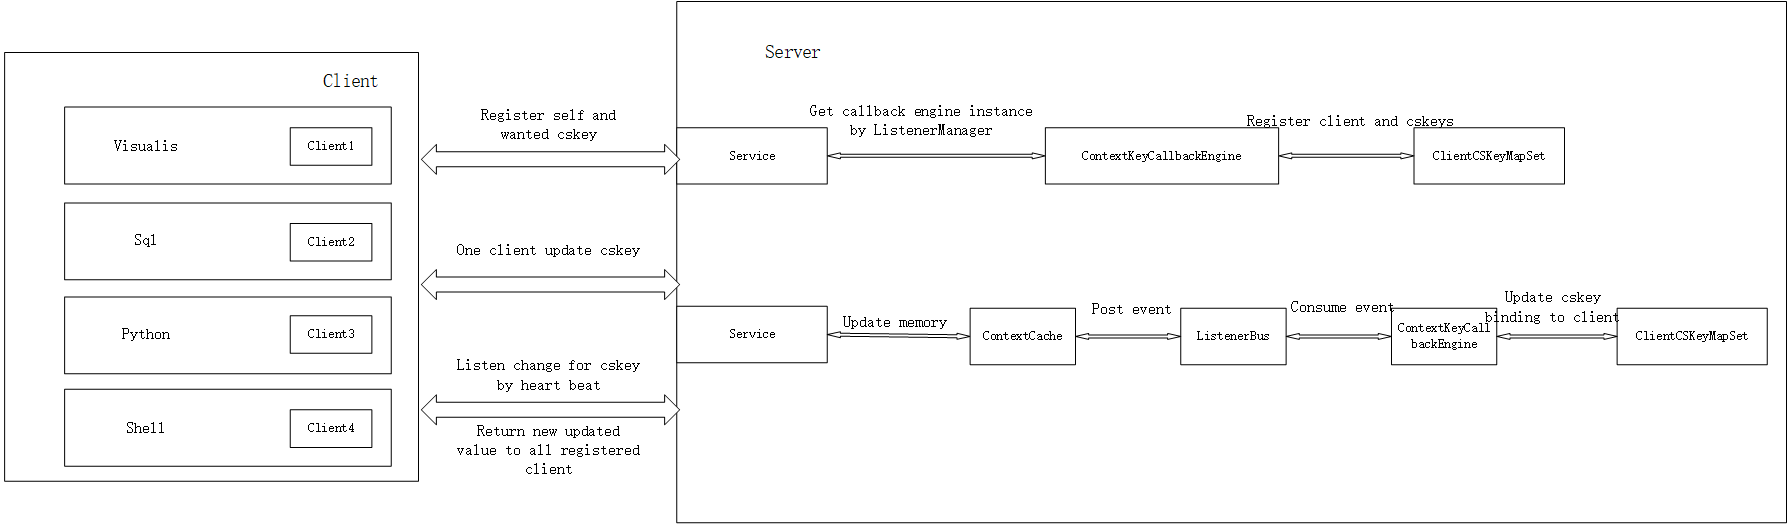 Client
Visualis
Client1
Sql
Client2
Python
Client3
Shell
Client4
Register self and
wanted cskey
One client update cskey
Listen change for cskey
by heart beat
Return new updated
value to all registered
client
Server
Service
Get callback engine instance
by ListenerManager
ContextKeyCallbackEngine
Register client and cskeys
ClientCSKeyMapSet
Service
Update memory
ContextCache
Post event
ListenerBus
Consume event
ContextKeyCall
backEngine
Update cskey
binding to client
ClientCSKeyMapSet